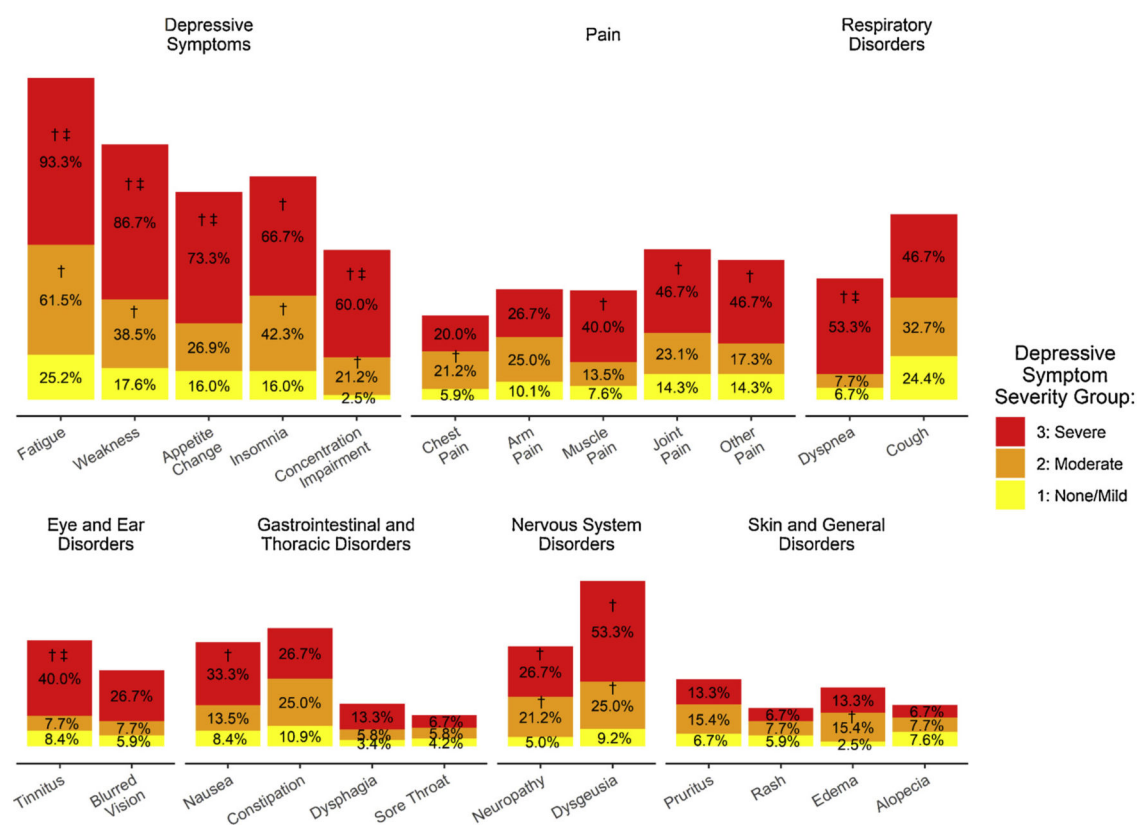 Depressive
Symptoms
Pain
Respiratory
Disorders
† ‡
93.3%
†
61.5%
25.2%
† ‡
86.7%
†
38.5%
17.6%
† ‡
73.3%
26.9%
16.0%
†
66.7%
†
42.3%
16.0%
† ‡
60.0%
†
21.2%
2.5%
20.0%
†
21.2%
5.9%
26.7%
25.0%
10.1%
†
40.0%
13.5%
7.6%
†
46.7%
23.1%
14.3%
†
46.7%
17.3%
14.3%
† ‡
53.3%
7.7%
6.7%
46.7%
32.7%
24.4%
Fatigue
Weakness
Appetite
Change
Insomnia
Concentration
Impairment
Chest
Pain
Arm
Pain
Muscle
Pain
Joint
Pain
Other
Pain
Dyspnea
Cough
Depressive
Symptom
Severity Group:
3: Severe
2: Moderate
1: None/Mild
Eye and Ear
Disorders
Gastrointestinal and
Thoracic Disorders
Nervous System
Disorders
Skin and General
Disorders
† ‡
40.0%
7.7%
8.4%
26.7%
7.7%
5.9%
†
33.3%
13.5%
8.4%
26.7%
25.0%
10.9%
13.3%
5.8%
3.4%
6.7%
5.8%
4.2%
†
26.7%
†
21.2%
5.0%
†
53.3%
†
25.0%
9.2%
13.3%
15.4%
6.7%
6.7%
7.7%
5.9%
13.3%
†
15.4%
2.5%
6.7%
7.7%
7.6%
Tinnitus
Blurred
Vision
Nausea
Constipation
Dysphagia
Sore Throat
Neuropathy
Dysgeusia
Pruritus
Rash
Edema
Alopecia